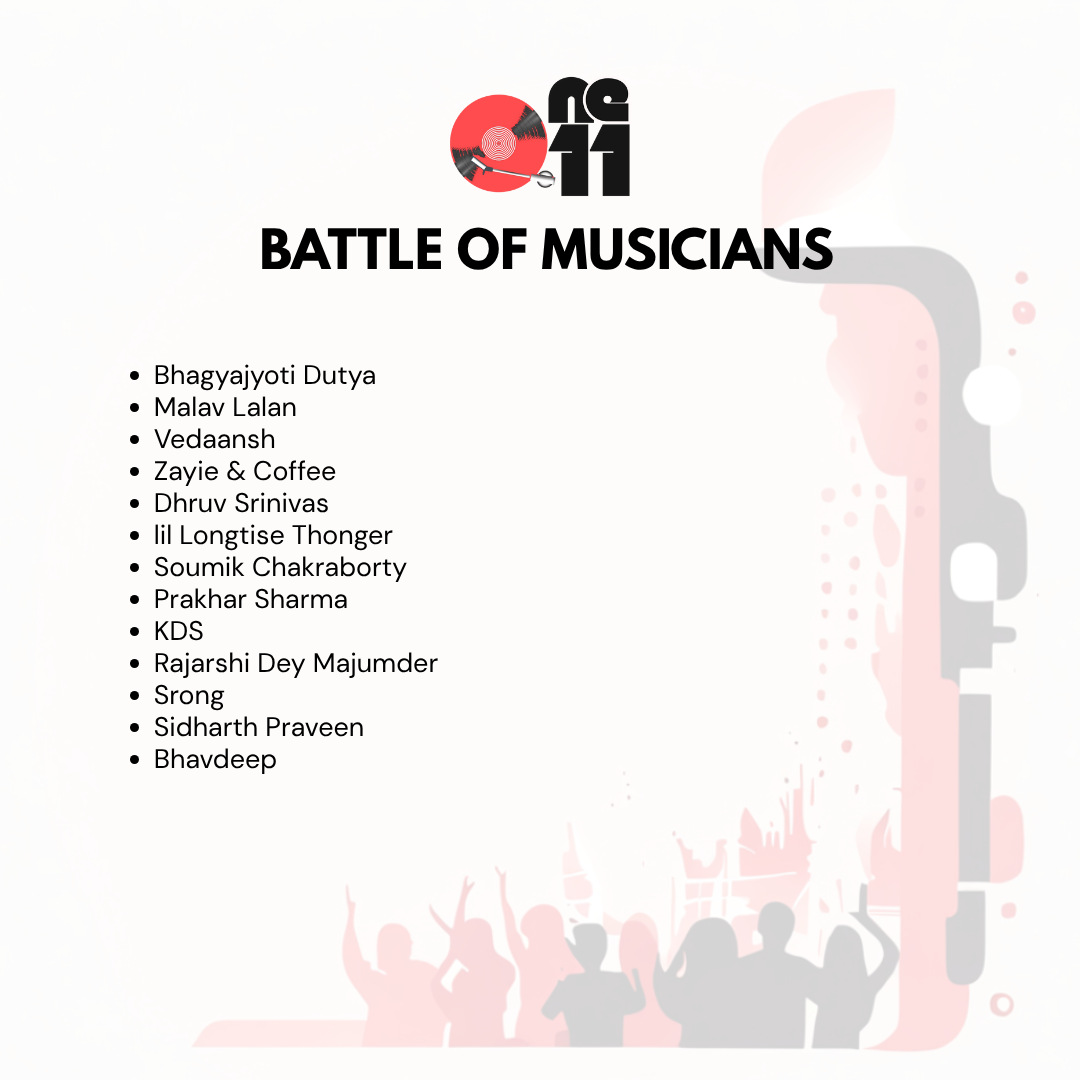 ne
11
BATTLE OF MUSICIANS
• Bhagyajyoti Dutya
• Malav Lalan
• Vedaansh
• Zayie & Coffee
• Dhruv Srinivas
• lil Longtise Thonger
• Soumik Chakraborty
• Prakhar Sharma
• KDS
• Rajarshi Dey Majumder
• Srong
• Sidharth Praveen
• Bhavdeep